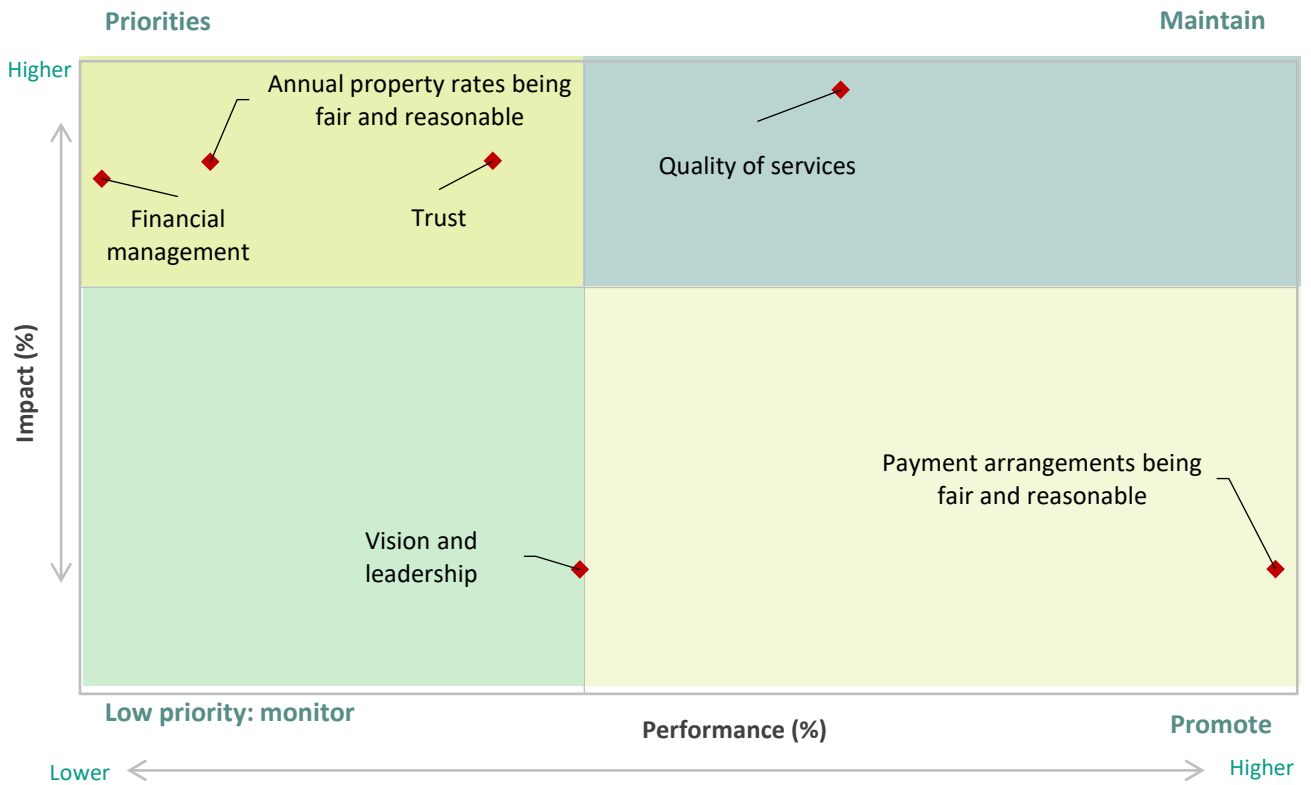 Priorities
Maintain
Higher
Annual property rates being
fair and reasonable
Quality of services
Financial
management
Trust
Impact (%)
Payment arrangements being
fair and reasonable
Vision and
leadership
Low priority: monitor
Performance (%)
Promote
Lower
Higher